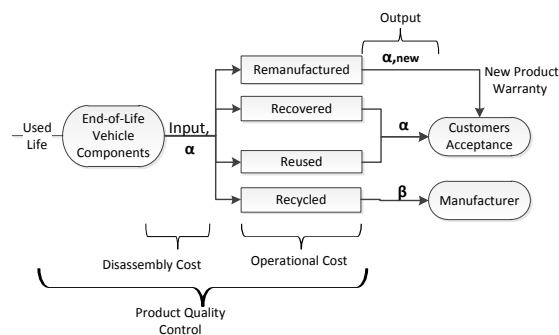 Output
α,new
Remanufactured
New Product
Warranty
Recovered
Used
Life
End-of-Life
Vehicle
Components
Input,
α
α
Customers
Acceptance
Reused
Recycled
β
Manufacturer
Disassembly Cost
Operational Cost
Product Quality
Control